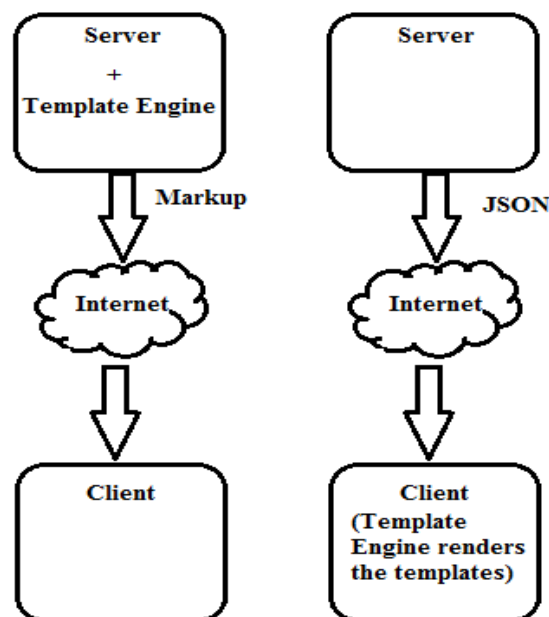 Server
+
Template Engine
Markup
Internet
Client
Server
JSON
Internet
Client
(Template
Engine renders
the templates)